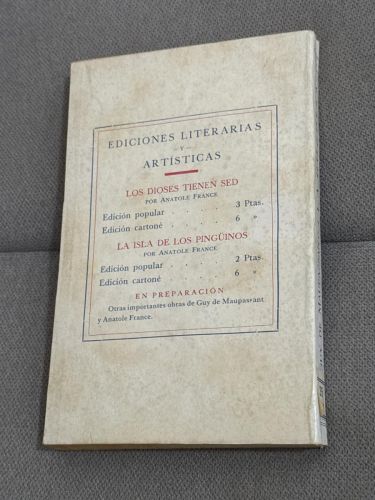 EDICIONES LITERARIAS
- Y -
ARTÍSTICAS
LOS DIOSES TIENEN SED
POR ANATOLE FRANCE
Edición popular . . . . 3 Ptas.
Edición cartoné . . . . 6 »
LA ISLA DE LOS PINGÜINOS
POR ANATOLE FRANCE
Edición popular . . . . 2 Ptas.
Edición cartoné . . . . 6 »
EN PREPARACIÓN
Otras importantes obras de Guy de Maupassant
y Anatole France.